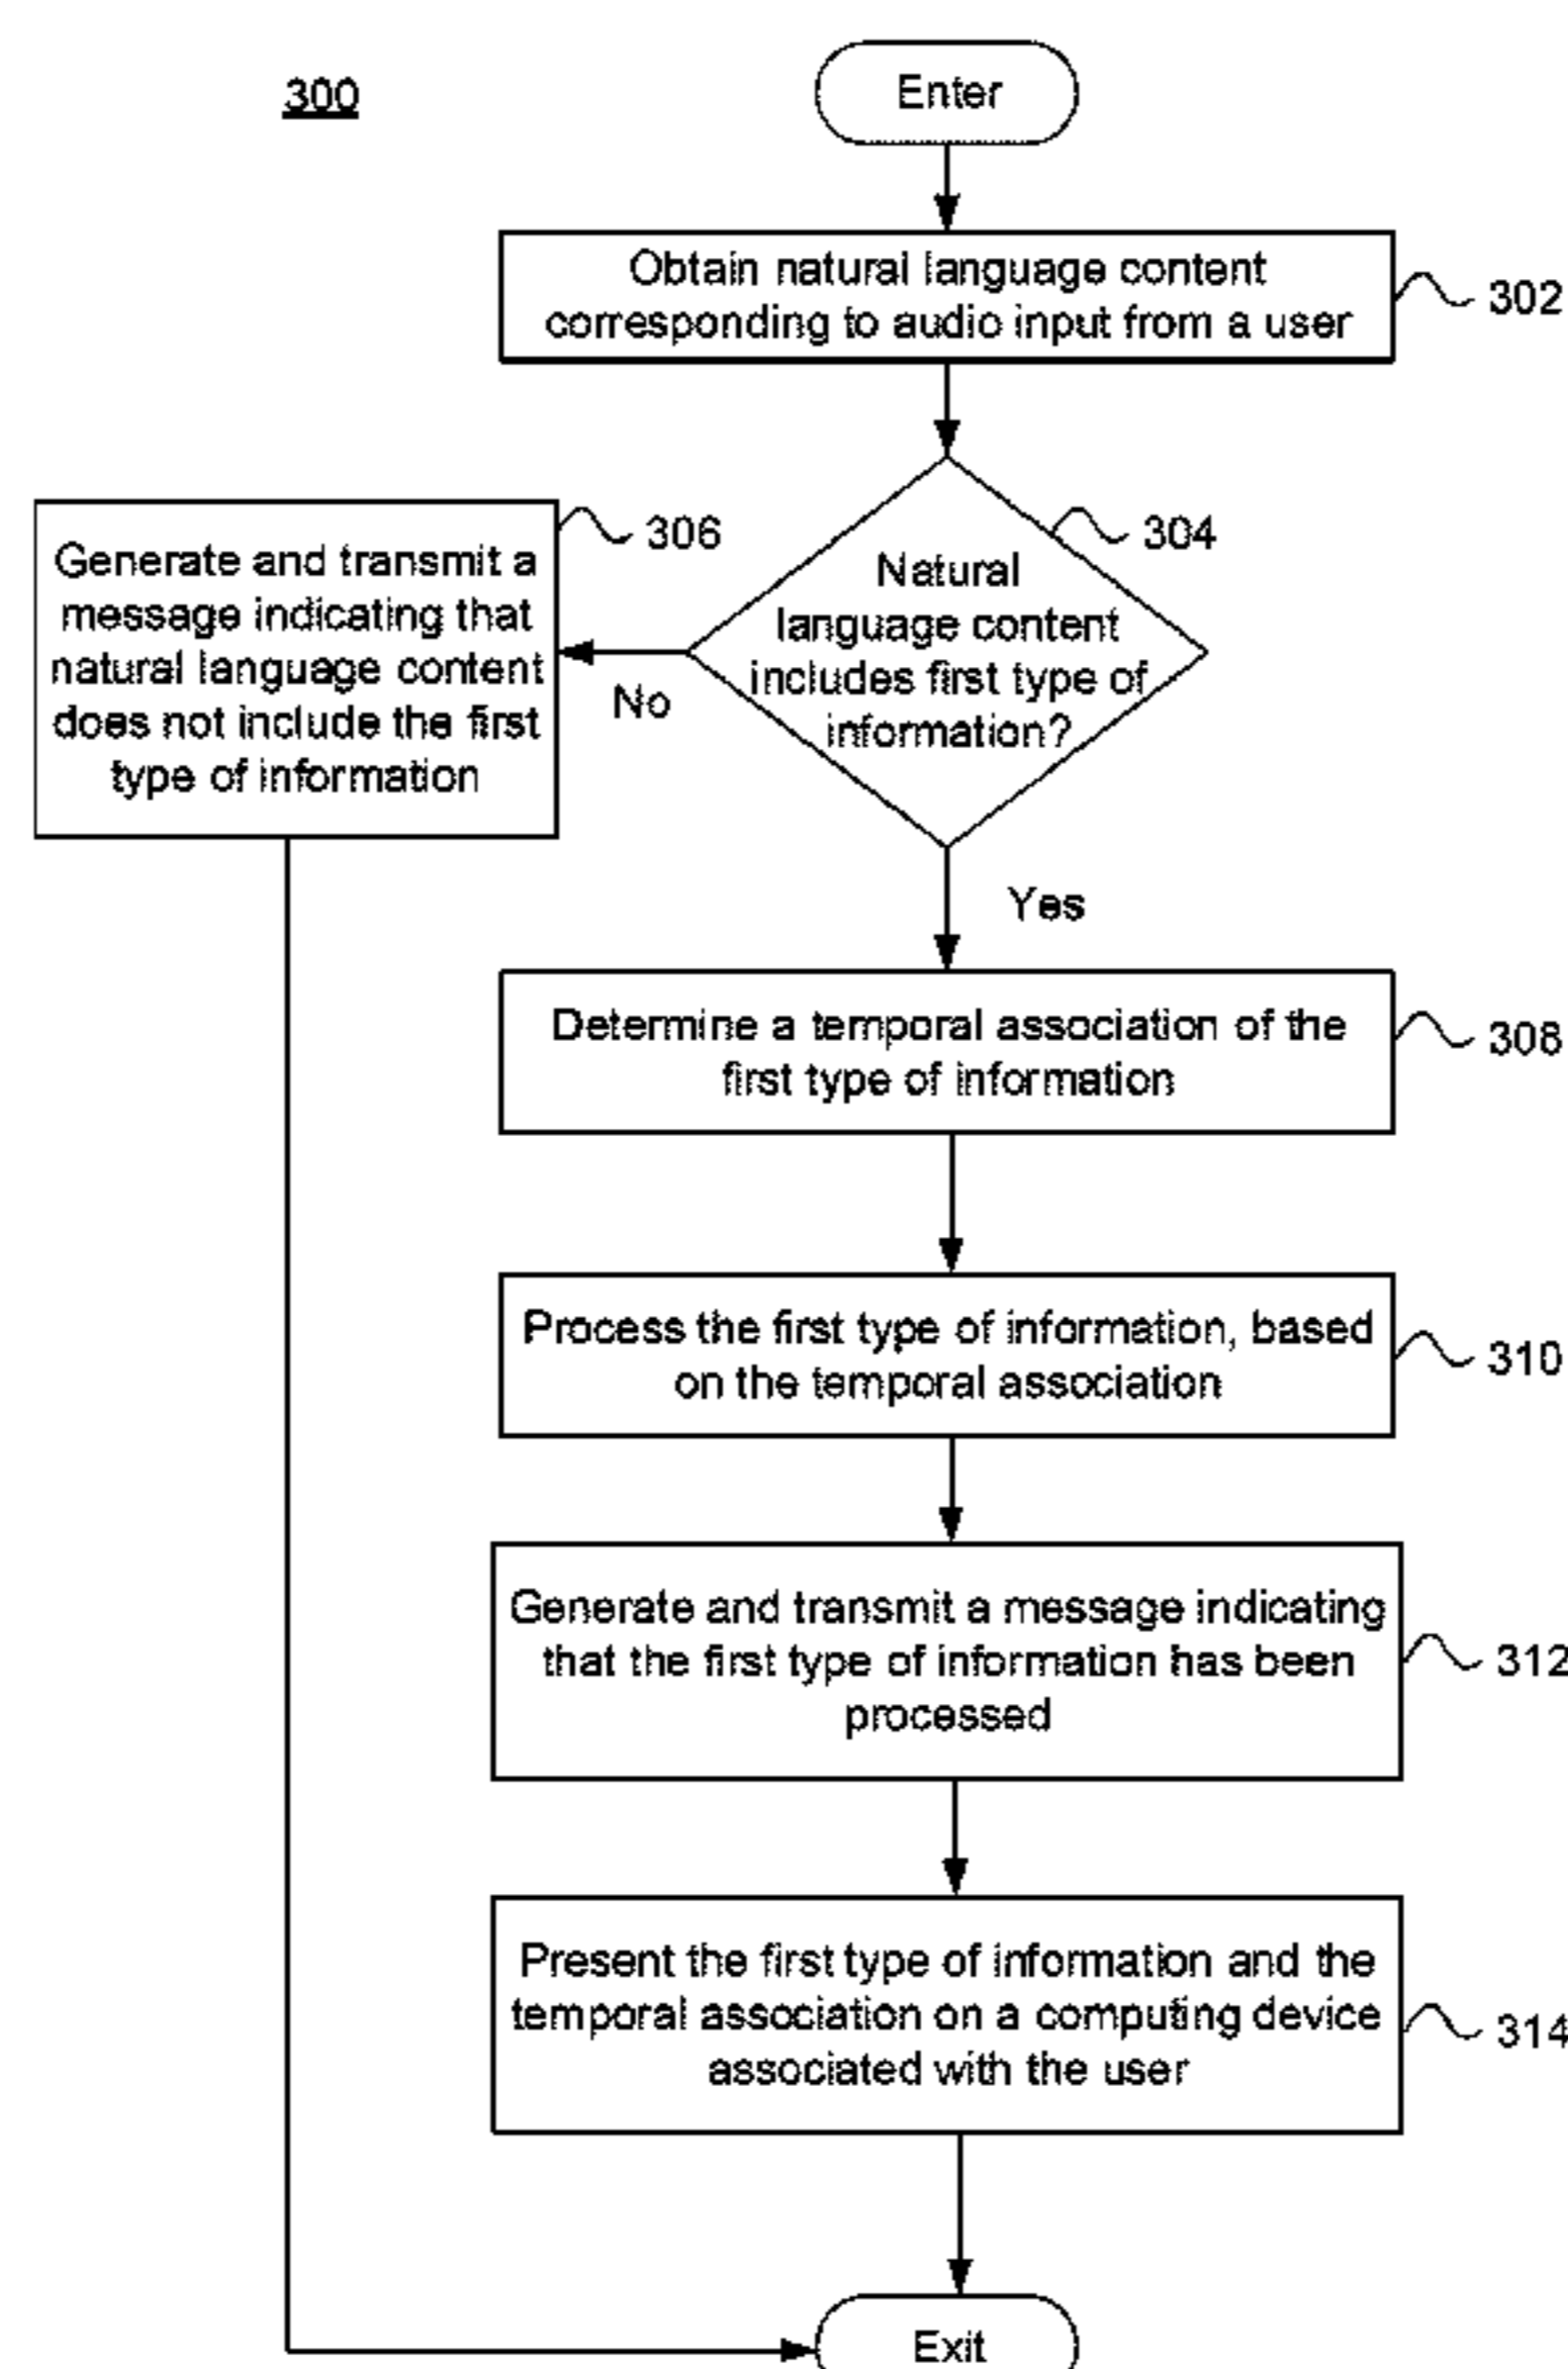 300
Enter
Obtain natural language content
corresponding to audio input from a user
302
304
Natural
language content
includes first type of
information?
306
Generate and transmit a
message indicating that
natural language content
does not include the first
type of information
No
Yes
Determine a temporal association of the
first type of information
308
Process the first type of information, based
on the temporal association
310
Generate and transmit a message indicating
that the first type of information has been
processed
312
Present the first type of information and the
temporal association on a computing device
associated with the user
314
Exit